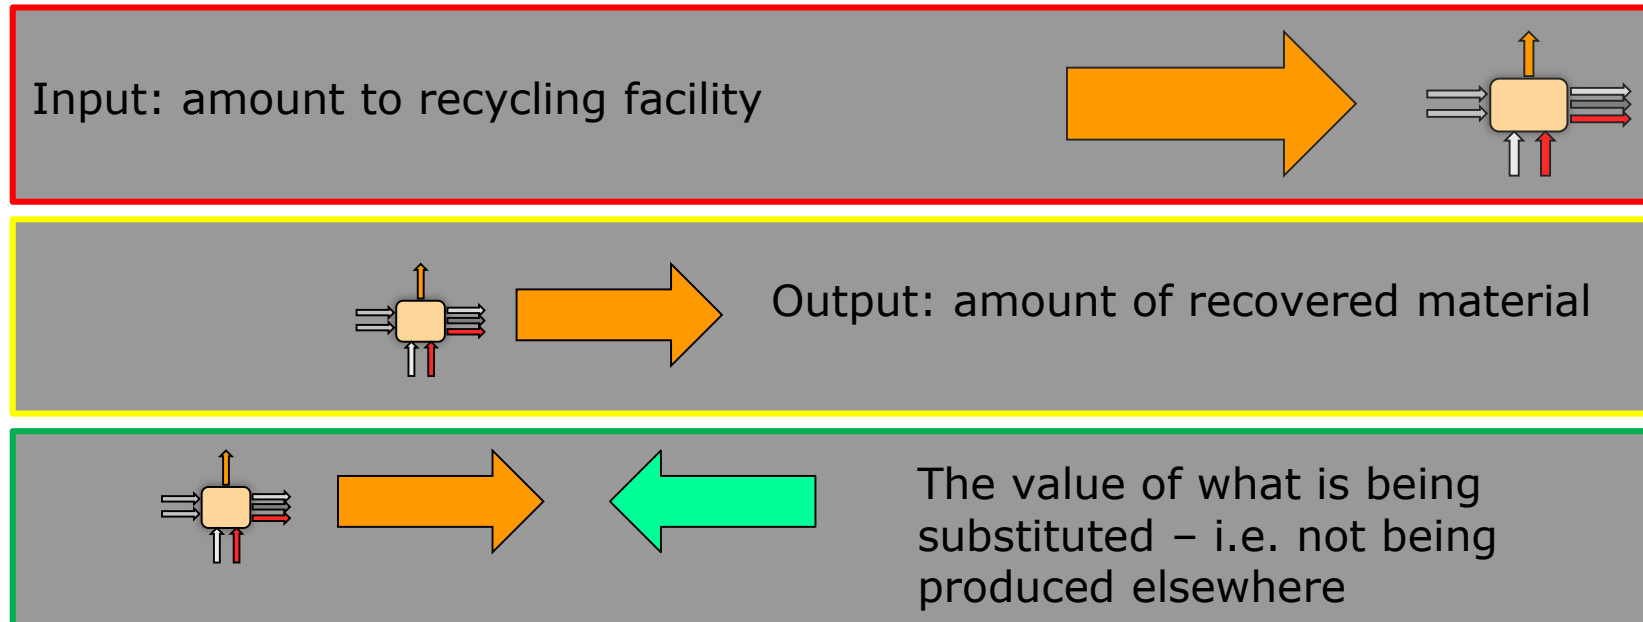 Input: amount to recycling facility
Output: amount of recovered material
The value of what is being
substituted – i.e. not being
produced elsewhere